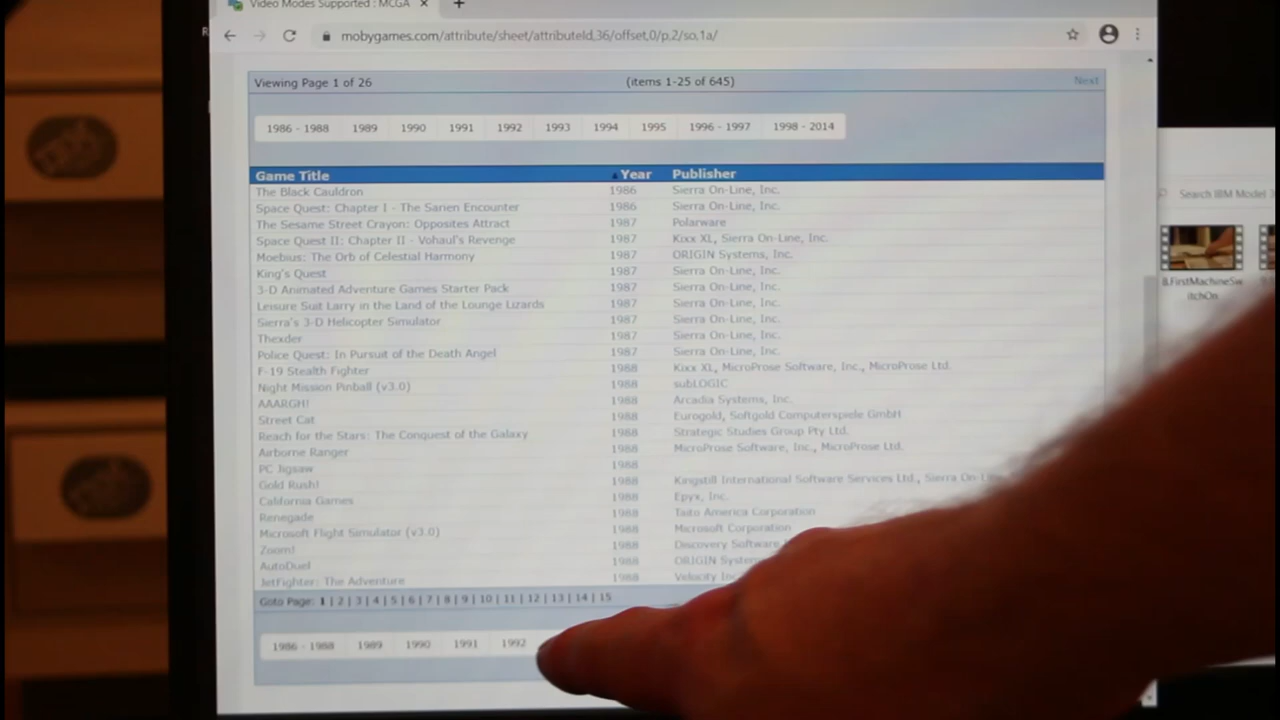 Video Modes Supported : MCGA
mobygames.com/attribute/sheet/attributeId,36/offset,0/p,2/so,1a/
Viewing Page 1 of 26 (items 1-25 of 645) Next
1986 - 1988 1989 1990 1991 1992 1993 1994 1995 1996 - 1997 1998 - 2014
Game Title Year Publisher
The Black Cauldron 1986 Sierra On-Line, Inc.
Space Quest: Chapter I - The Sarien Encounter 1986 Sierra On-Line, Inc.
The Sesame Street Crayon: Opposites Attract 1987 Polarware
Space Quest II: Chapter II - Vohaul's Revenge 1987 Kixx XL, Sierra On-Line, Inc.
Moebius: The Orb of Celestial Harmony 1987 ORIGIN Systems, Inc.
King's Quest 1987 Sierra On-Line, Inc.
3-D Animated Adventure Games Starter Pack 1987 Sierra On-Line, Inc.
Leisure Suit Larry in the Land of the Lounge Lizards 1987 Sierra On-Line, Inc.
Sierra's 3-D Helicopter Simulator 1987 Sierra On-Line, Inc.
Thexder 1987 Sierra On-Line, Inc.
Police Quest: In Pursuit of the Death Angel 1987 Sierra On-Line, Inc.
F-19 Stealth Fighter 1988 Kixx XL, MicroProse Software, Inc., MicroProse Ltd.
Night Mission Pinball (v3.0) 1988 subLOGIC
AAARGH! 1988 Arcadia Systems, Inc.
Street Cat 1988 Eurogold, Softgold Computerspiele GmbH
Reach for the Stars: The Conquest of the Galaxy 1988 Strategic Studies Group Pty Ltd.
Airborne Ranger 1988 MicroProse Software, Inc., MicroProse Ltd.
PC Jigsaw 1988
Gold Rush! 1988 Kingstill International Software Services Ltd., Sierra On-Li
California Games 1988 Epyx, Inc.
Renegade 1988 Taito America Corporation
Microsoft Flight Simulator (v3.0) 1988 Microsoft Corporation
Zoom! 1988 Discovery Software
AutoDuel 1988 ORIGIN System
JetFighter: The Adventure 1988 Velocity Inc
Goto Page: 1 | 2 | 3 | 4 | 5 | 6 | 7 | 8 | 9 | 10 | 11 | 12 | 13 | 14 | 15
1986 - 1988 1989 1990 1991 1992
Search IBM Model 3
8.FirstMachineSw
itchOn